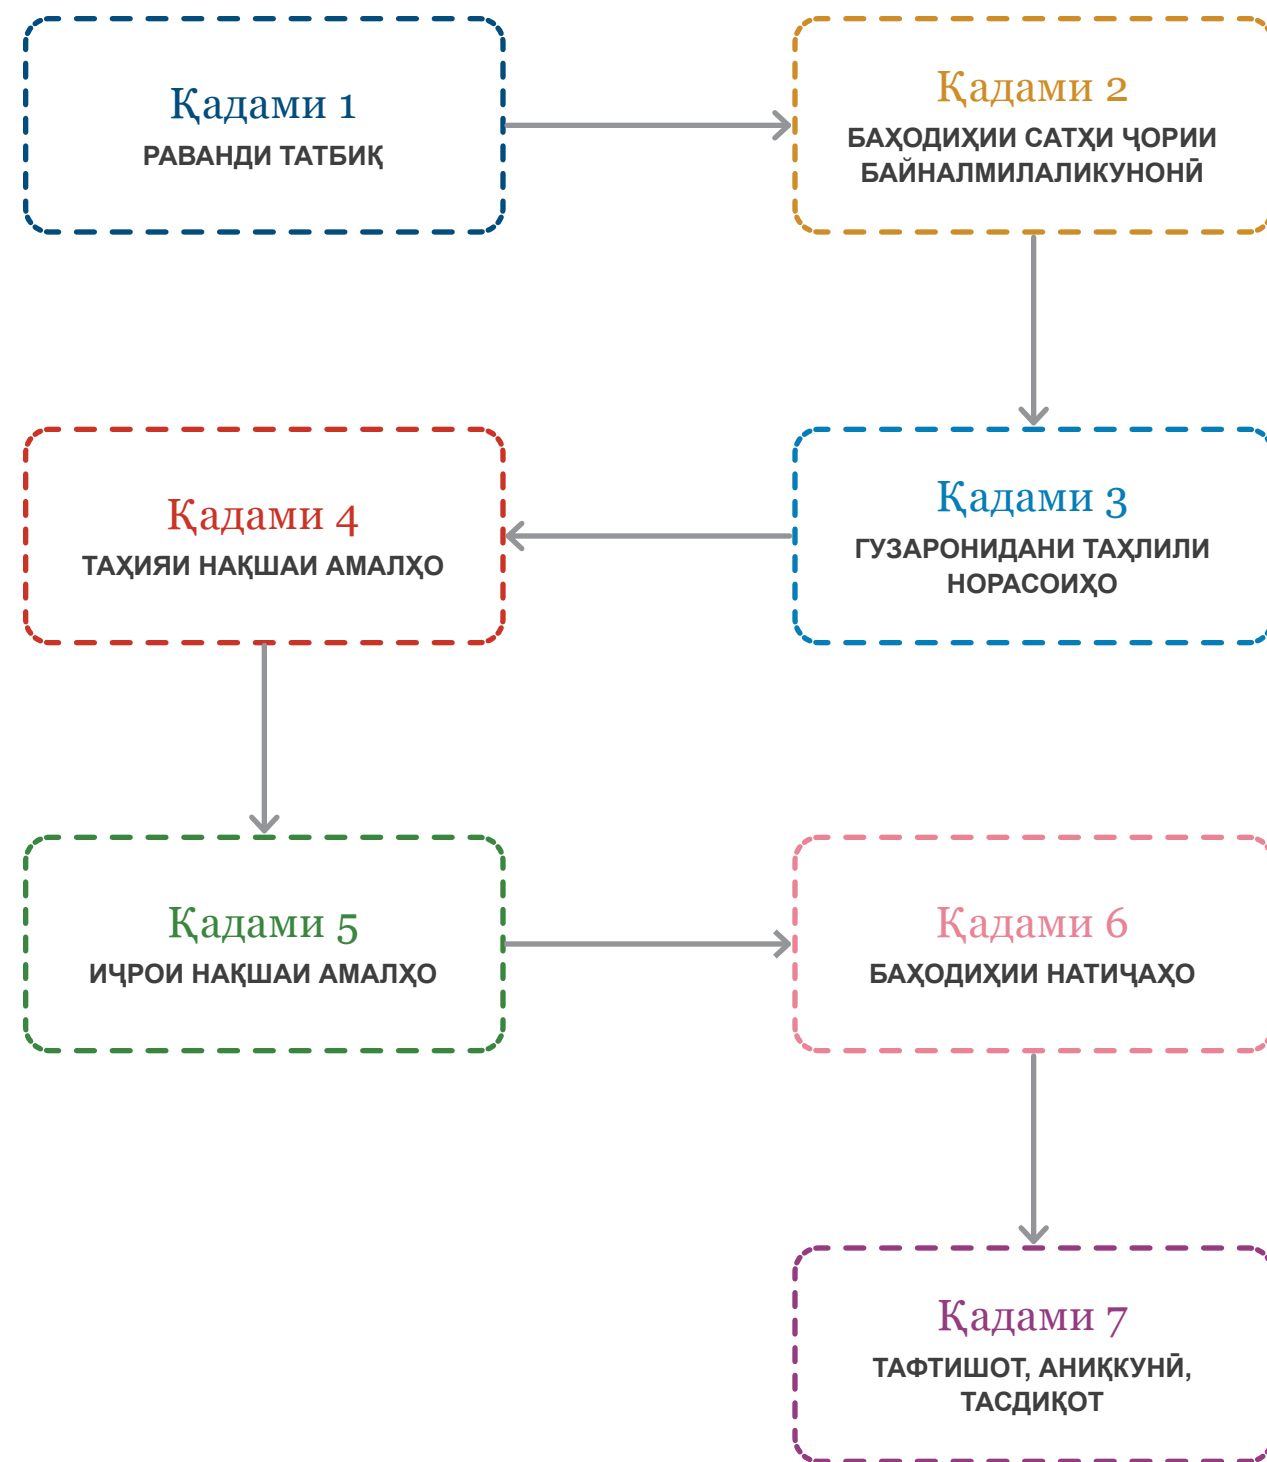 Қадами 1
РАВАНДИ ТАТБИҚ
Қадами 2
БАҲОДИҲИИ САТҲИ ҶОРИИ
БАЙНАЛМИЛАЛИКУНОНӢ
Қадами 3
ГУЗАРОНИДАНИ ТАҲЛИЛИ
НОРАСОИҲО
Қадами 4
ТАҲИЯИ НАҚШАИ АМАЛҲО
Қадами 5
ИҶРОИ НАҚШАИ АМАЛҲО
Қадами 6
БАҲОДИҲИИ НАТИҶАҲО
Қадами 7
ТАФТИШОТ, АНИҚКУНӢ,
ТАСДИҚОТ